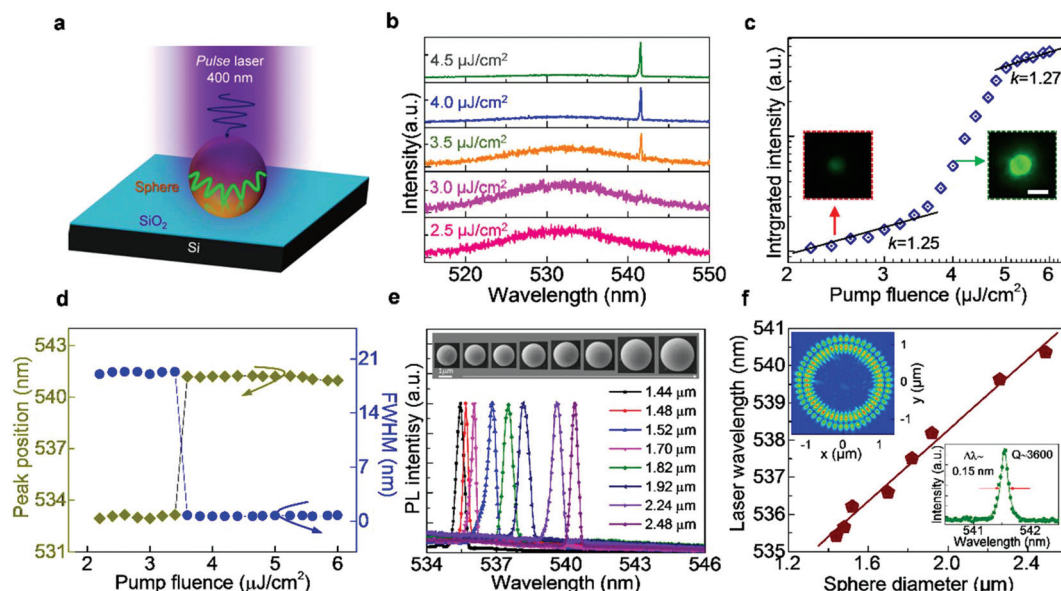 a
Pulse laser
400 nm
Sphere
SiO₂
Si
b
4.5 μJ/cm²
4.0 μJ/cm²
3.5 μJ/cm²
3.0 μJ/cm²
2.5 μJ/cm²
Intensity(a.u.)
520 530 540 550
Wavelength (nm)
c
k=1.27
k=1.25
Intrgrated intensity (a.u.)
2 3 4 5 6
Pump fluence (μJ/cm²)
d
543
541
539
537
535
533
531
Peak position (nm)
21
14
7
0
FWHM (nm)
2 3 4 5 6
Pump fluence (μJ/cm²)
e
1μm
1.44 μm
1.48 μm
1.52 μm
1.70 μm
1.82 μm
1.92 μm
2.24 μm
2.48 μm
PL intentisy (a.u.)
534 537 540 543 546
Wavelength (nm)
f
541
540
539
538
537
536
535
Laser wavelength (nm)
1
0
-1
y (μm)
-1 0 1
x (μm)
Δλ~ Q~3600
0.15 nm
Intensity (a.u.)
541 542
Wavelength (nm)
1.2 1.6 2.0 2.4
Sphere diameter (μm)